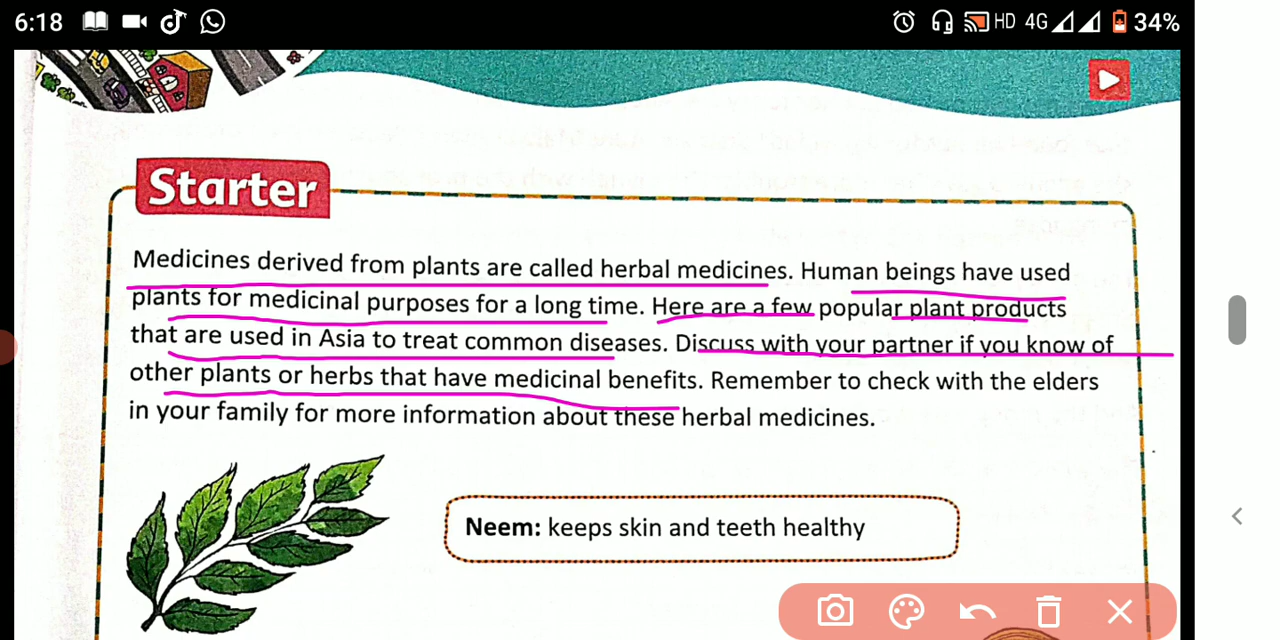 6:18 HD 4G 34%
Starter
Medicines derived from plants are called herbal medicines. Human beings have used
plants for medicinal purposes for a long time. Here are a few popular plant products
that are used in Asia to treat common diseases. Discuss with your partner if you know of
other plants or herbs that have medicinal benefits. Remember to check with the elders
in your family for more information about these herbal medicines.
Neem: keeps skin and teeth healthy